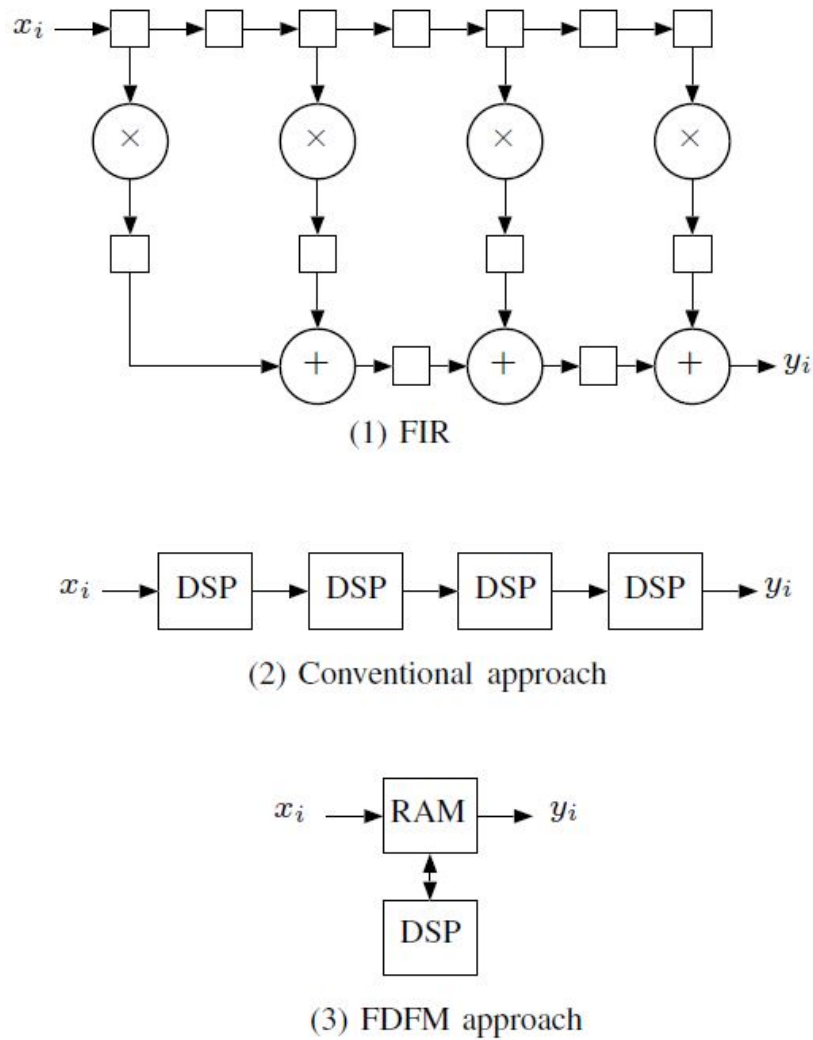 x_i
× × × ×
+ + + y_i
(1) FIR
x_i DSP DSP DSP DSP y_i
(2) Conventional approach
x_i RAM y_i
DSP
(3) FDFM approach